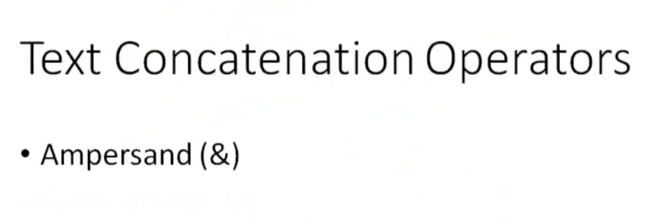 Text Concatenation Operators
• Ampersand (&)